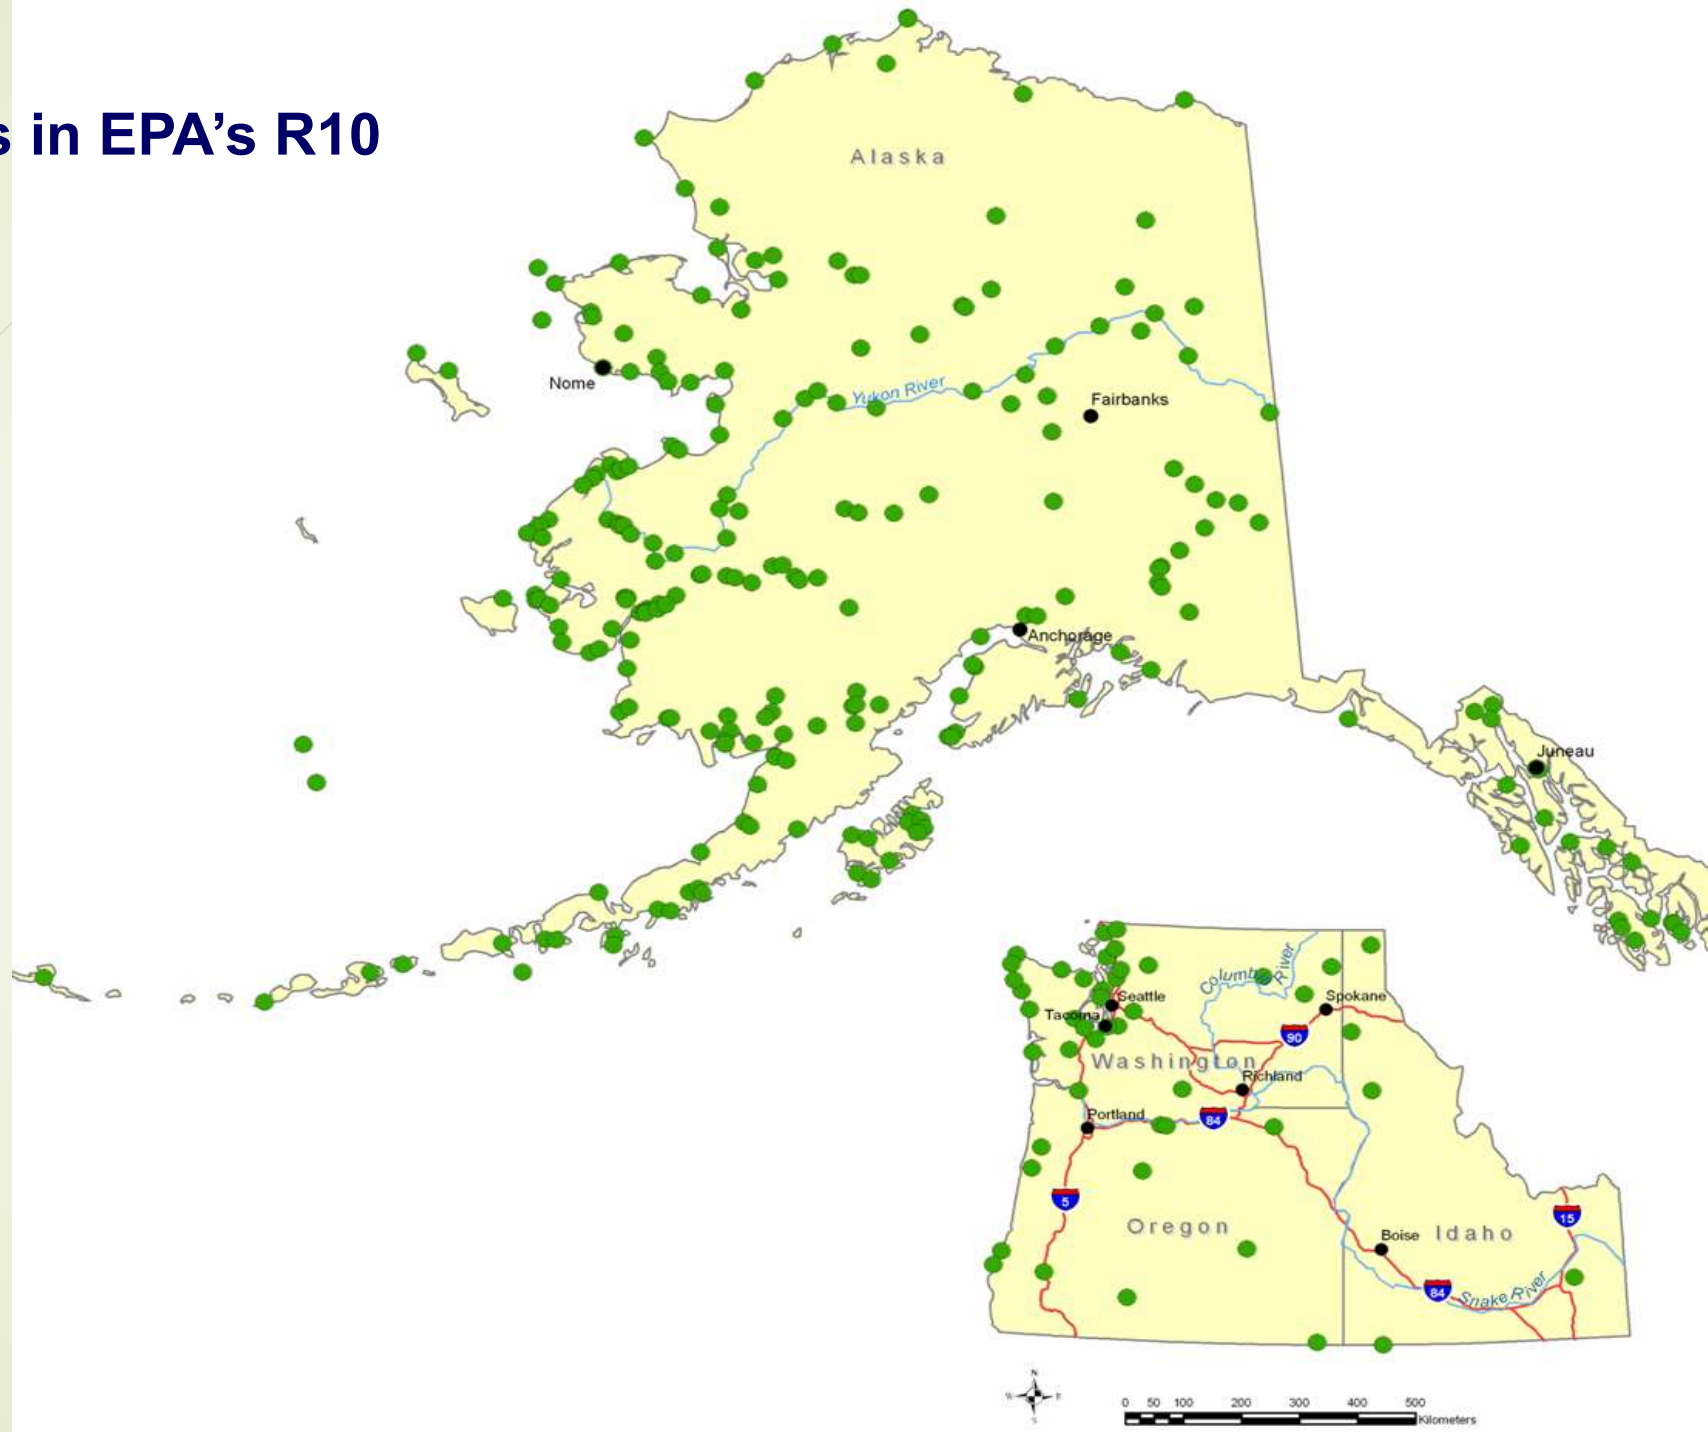 s in EPA's R10
Alaska
Nome
Yukon River
Fairbanks
Anchorage
Juneau
Columbia River
Seattle
Spokane
Tacoma
90
Washington
Richland
Portland
84
5
Oregon
15
Boise
Idaho
84
Snake River
N
W
E
S
0 50 100 200 300 400 500
Kilometers